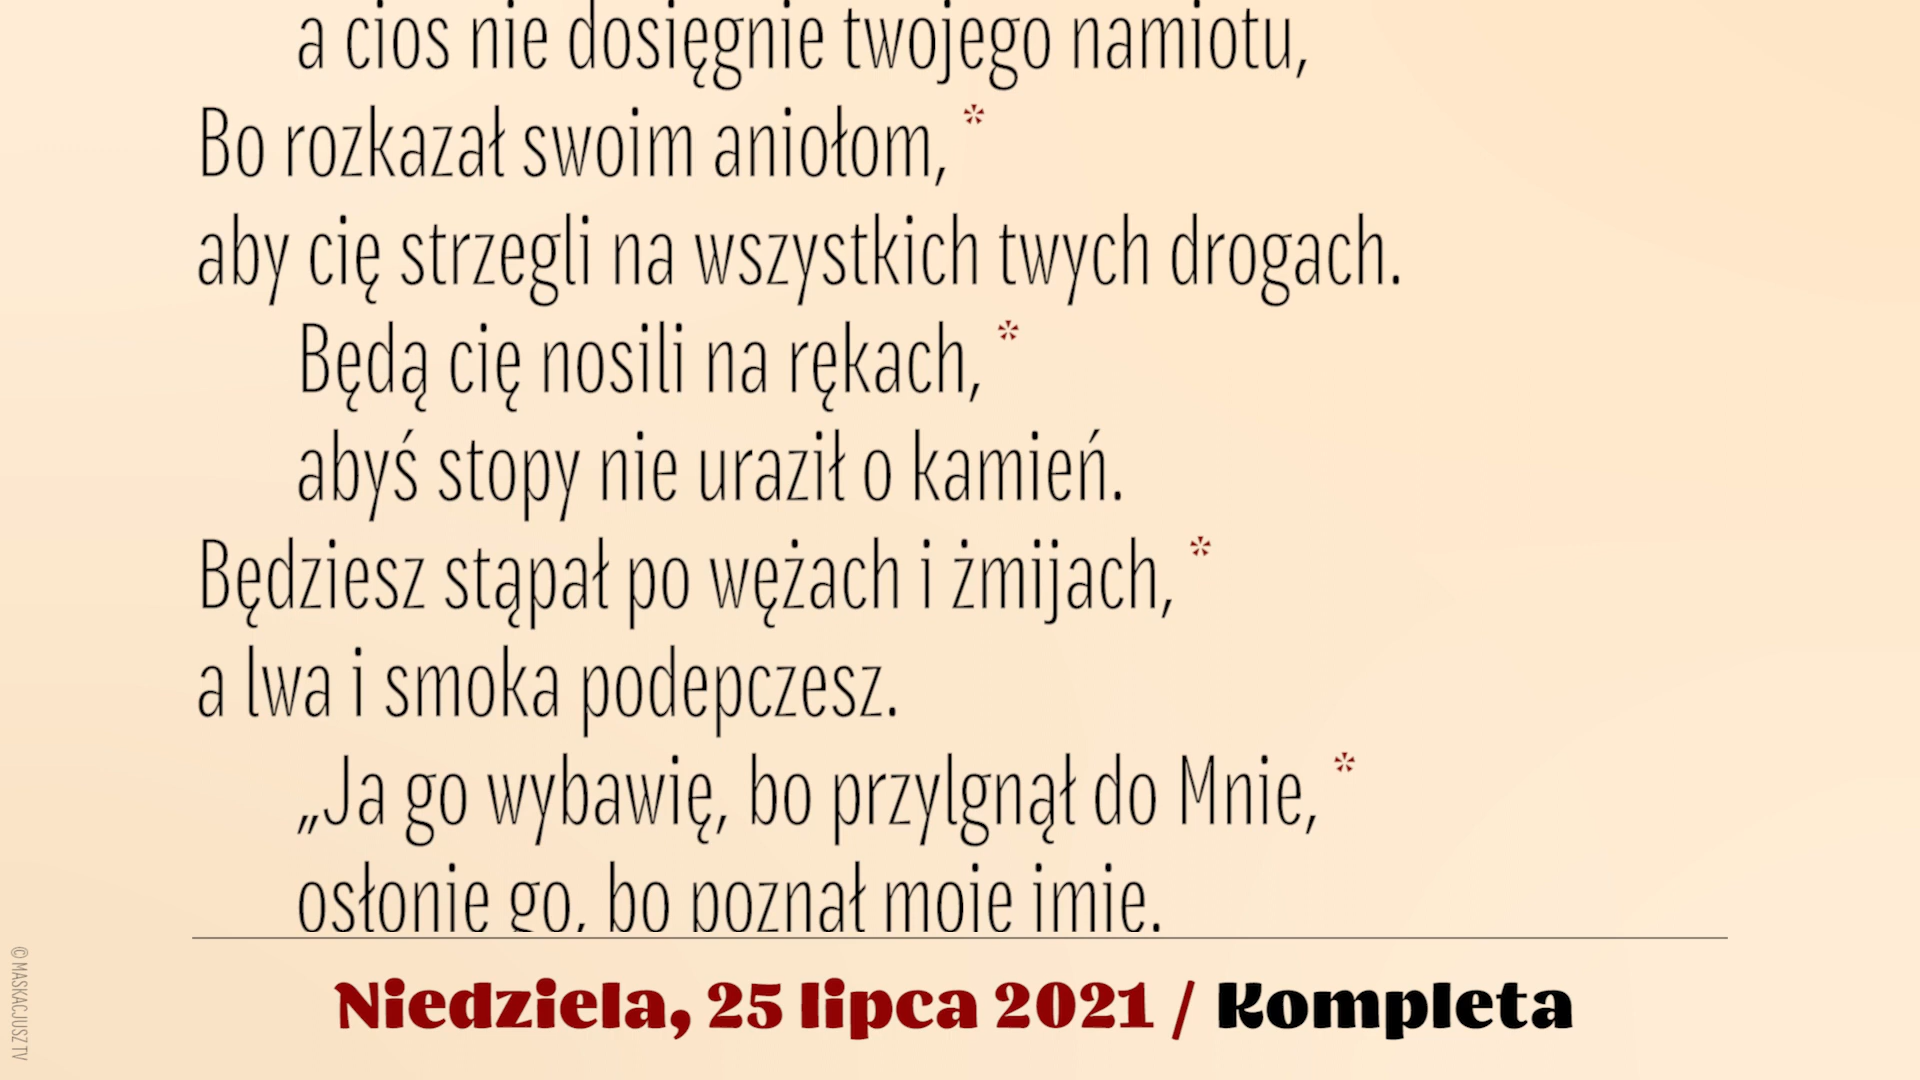 a cios nie dosięgnie twojego namiotu,
Bo rozkazał swoim aniołom, *
aby cię strzegli na wszystkich twych drogach.
Będą cię nosili na rękach, *
abyś stopy nie uraził o kamień.
Będziesz stąpał po wężach i żmijach, *
a lwa i smoka podepczesz.
„Ja go wybawię, bo przylgnął do Mnie, *
osłonię go, bo poznał moje imię.
Niedziela, 25 lipca 2021 / Kompleta
© MASKACJUSZ TV